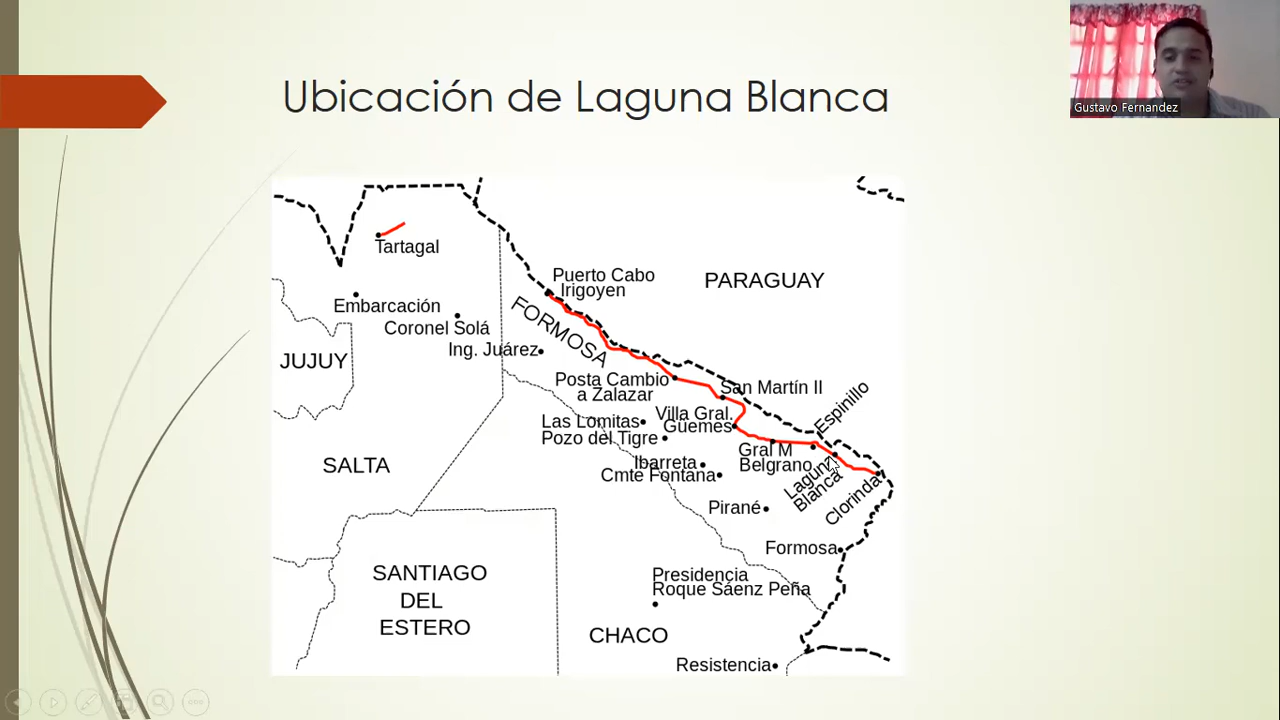 Ubicación de Laguna Blanca
Gustavo Fernandez
Tartagal
Puerto Cabo
Irigoyen
PARAGUAY
Embarcación
FORMOSA
Coronel Solá
Ing. Juárez
JUJUY
Posta Cambio
a Zalazar
San Martín II
Espinillo
Las Lomitas
Villa Gral.
Güemes
Pozo del Tigre
Gral M
Belgrano
SALTA
Ibarreta
Cmte Fontana
Laguna
Blanca
Clorinda
Pirané
Formosa
SANTIAGO
DEL
ESTERO
Presidencia
Roque Sáenz Peña
CHACO
Resistencia